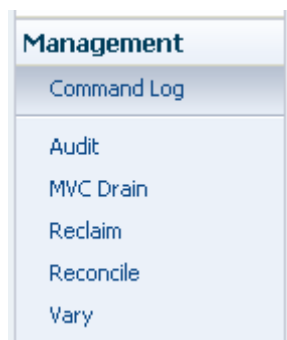 Management
Command Log
Audit
MVC Drain
Reclaim
Reconcile
Vary